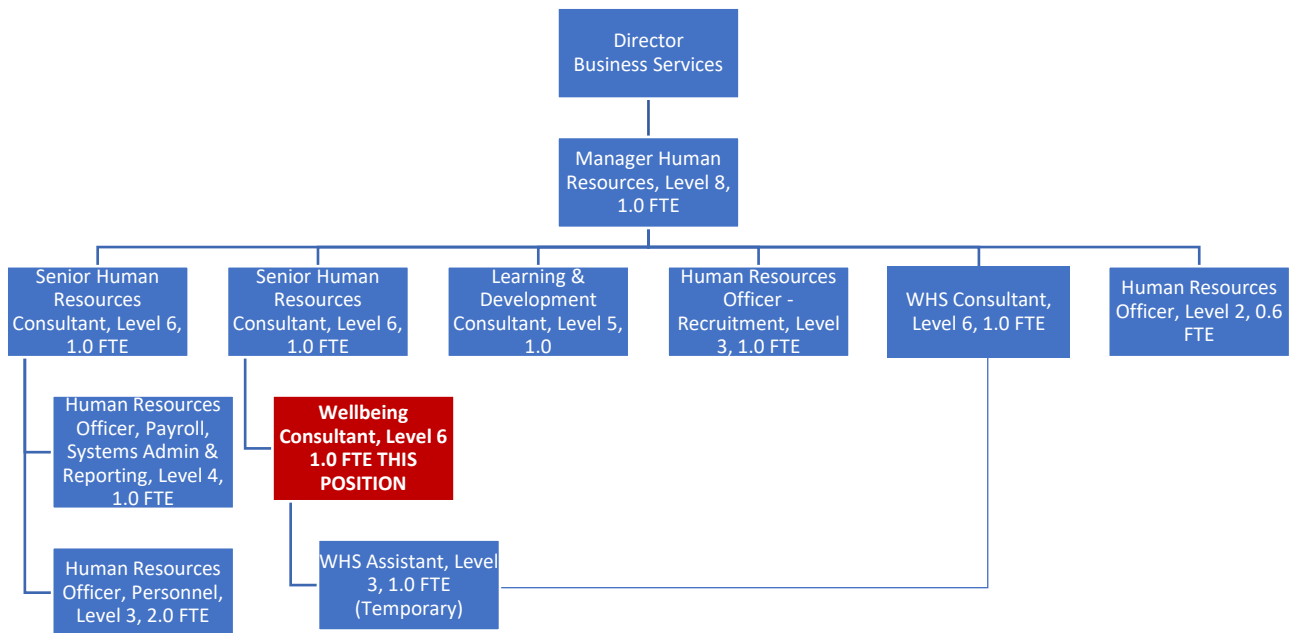 Director
Business Services
Manager Human
Resources, Level 8,
1.0 FTE
Senior Human
Resources
Consultant, Level 6,
1.0 FTE
Senior Human
Resources
Consultant, Level 6,
1.0 FTE
Learning &
Development
Consultant, Level 5,
1.0
Human Resources
Officer -
Recruitment, Level
3, 1.0 FTE
WHS Consultant,
Level 6, 1.0 FTE
Human Resources
Officer, Level 2, 0.6
FTE
Human Resources
Officer, Payroll,
Systems Admin &
Reporting, Level 4,
1.0 FTE
Wellbeing
Consultant, Level 6
1.0 FTE THIS
POSITION
Human Resources
Officer, Personnel,
Level 3, 2.0 FTE
WHS Assistant, Level
3, 1.0 FTE
(Temporary)